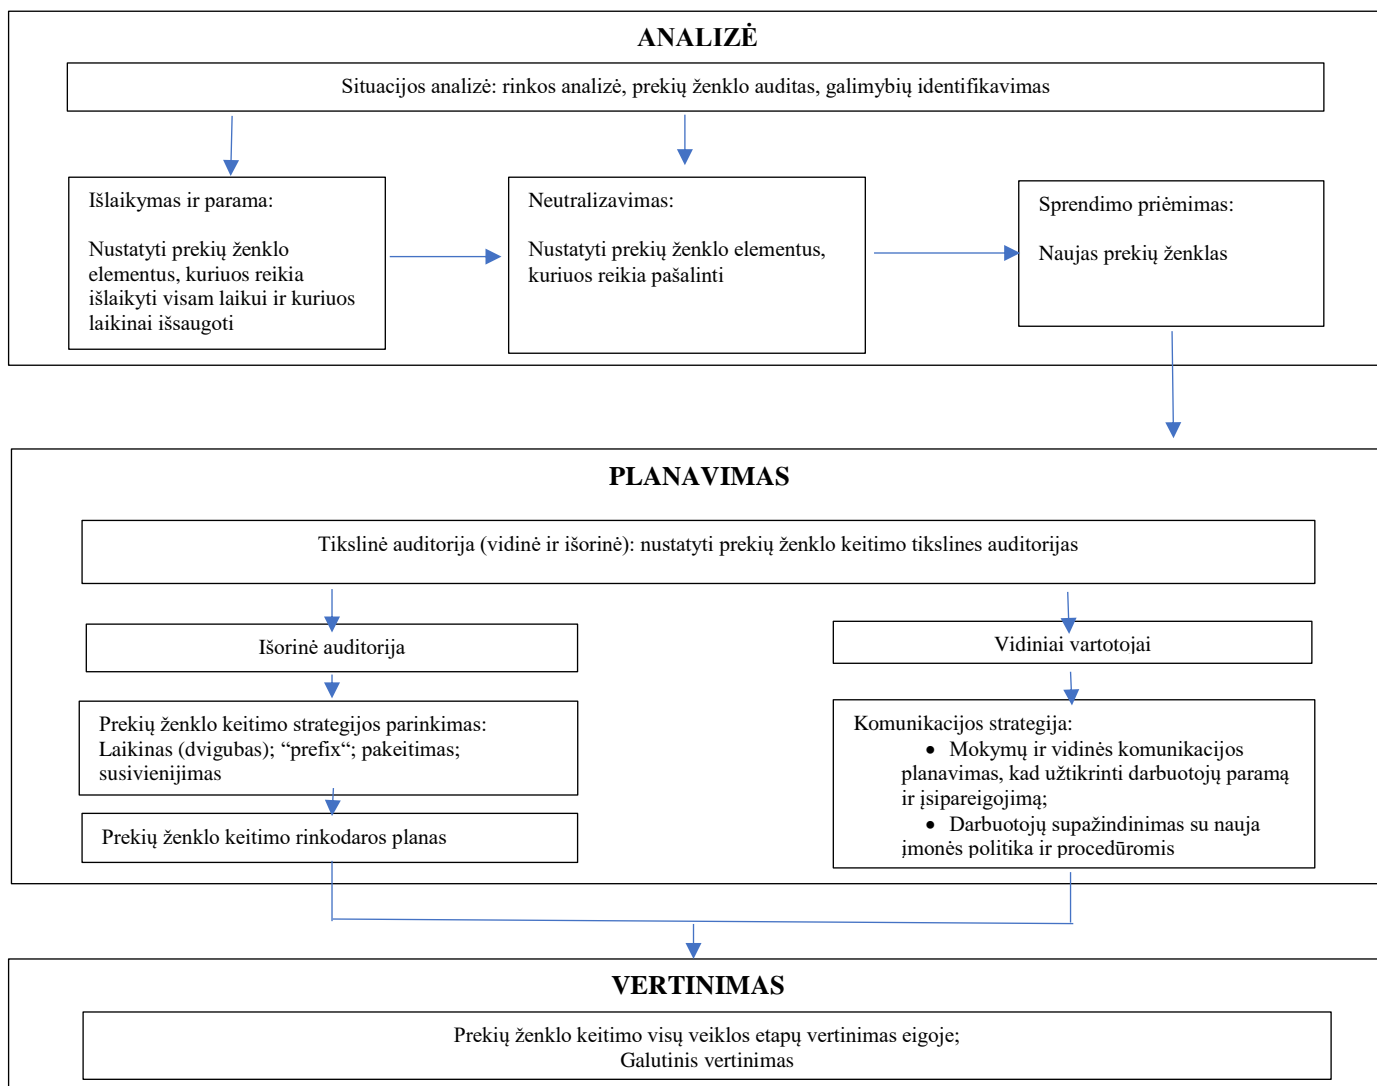 ANALIZĖ
Situacijos analizė: rinkos analizė, prekių ženklo auditas, galimybių identifikavimas
Išlaikymas ir parama:
Nustatyti prekių ženklo
elementus, kuriuos reikia
išlaikyti visam laikui ir kuriuos
laikinai išsaugoti
Neutralizavimas:
Nustatyti prekių ženklo elementus,
kuriuos reikia pašalinti
Sprendimo priėmimas:
Naujas prekių ženklas
PLANAVIMAS
Tikslinė auditorija (vidinė ir išorinė): nustatyti prekių ženklo keitimo tikslines auditorijas
Išorinė auditorija
Prekių ženklo keitimo strategijos parinkimas:
Laikinas (dvigubas); “prefix“; pakeitimas;
susivienijimas
Prekių ženklo keitimo rinkodaros planas
Vidiniai vartotojai
Komunikacijos strategija:
• Mokymų ir vidinės komunikacijos
planavimas, kad užtikrinti darbuotojų paramą
ir įsipareigojimą;
• Darbuotojų supažindinimas su nauja
įmonės politika ir procedūromis
VERTINIMAS
Prekių ženklo keitimo visų veiklos etapų vertinimas eigoje;
Galutinis vertinimas